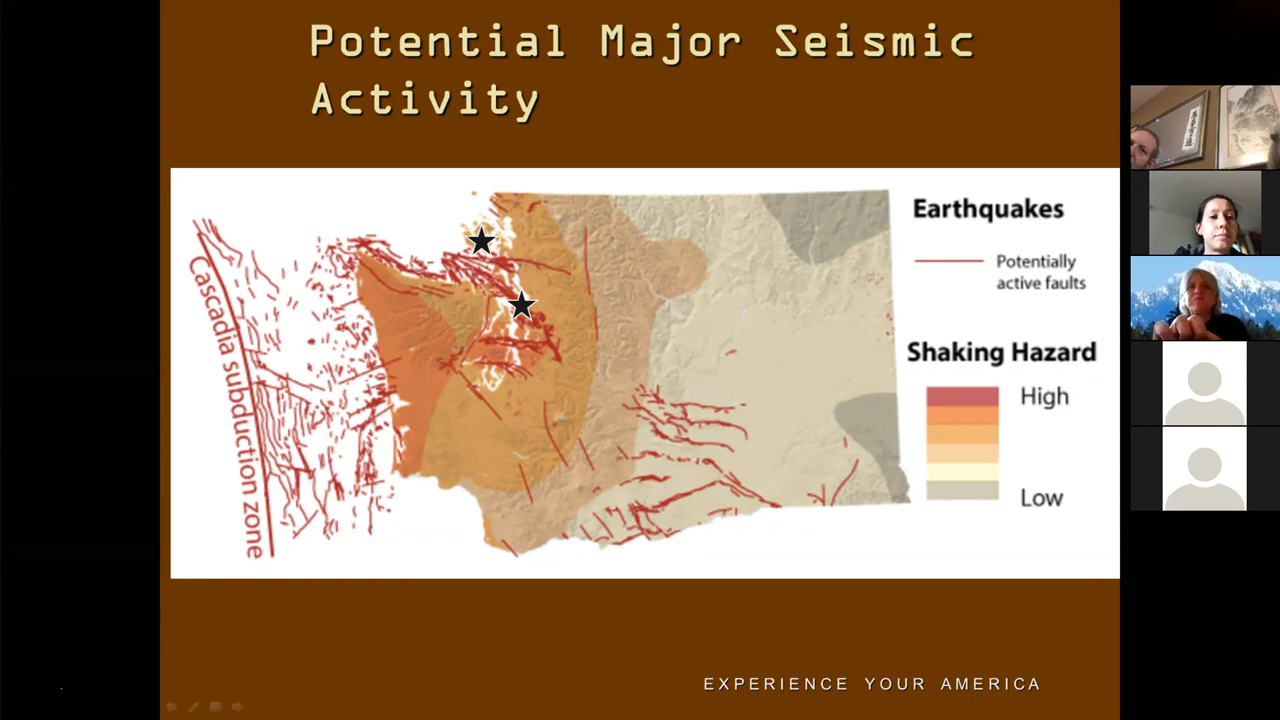 Potential Major Seismic
Activity
Cascadia subduction zone
Earthquakes
Potentially
active faults
Shaking Hazard
High
Low
EXPERIENCE YOUR AMERICA